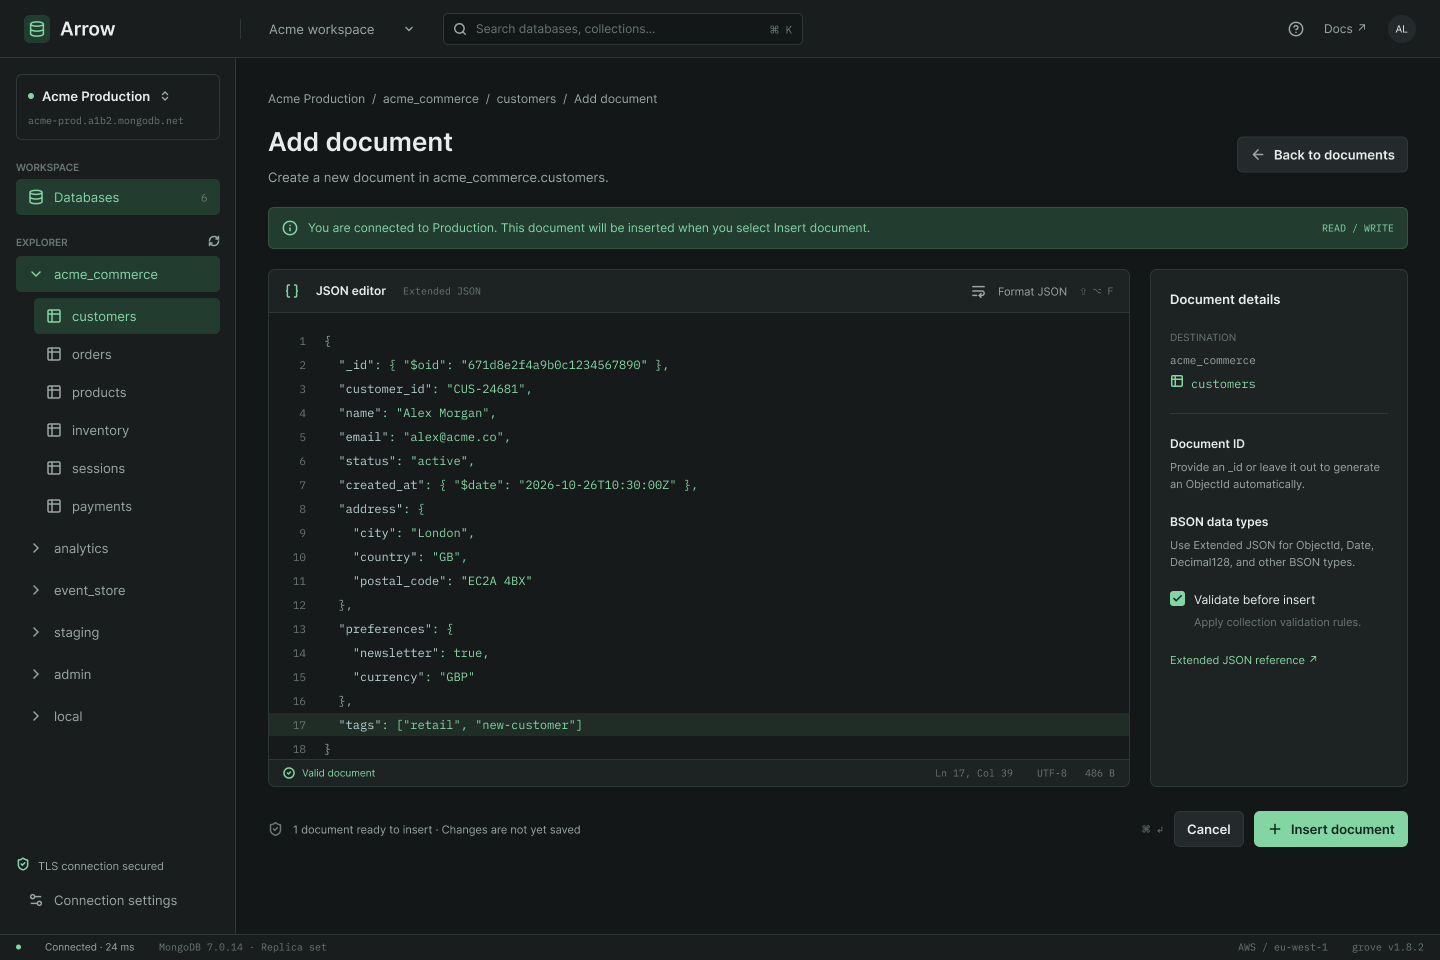 Arrow
Acme workspace
Search databases, collections...
⌘ K
Docs ↗
AL
Acme Production
acme-prod.a1b2.mongodb.net
WORKSPACE
Databases 6
EXPLORER
acme_commerce
customers
orders
products
inventory
sessions
payments
analytics
event_store
staging
admin
local
TLS connection secured
Connection settings
Acme Production / acme_commerce / customers / Add document
Add document
Create a new document in acme_commerce.customers.
Back to documents
You are connected to Production. This document will be inserted when you select Insert document.
READ / WRITE
JSON editor Extended JSON
Format JSON ⇧ ⌥ F
1 {
2 "_id": { "$oid": "671d8e2f4a9b0c1234567890" },
3 "customer_id": "CUS-24681",
4 "name": "Alex Morgan",
5 "email": "alex@acme.co",
6 "status": "active",
7 "created_at": { "$date": "2026-10-26T10:30:00Z" },
8 "address": {
9 "city": "London",
10 "country": "GB",
11 "postal_code": "EC2A 4BX"
12 },
13 "preferences": {
14 "newsletter": true,
15 "currency": "GBP"
16 },
17 "tags": ["retail", "new-customer"]
18 }
Valid document
Ln 17, Col 39 UTF-8 486 B
Document details
DESTINATION
acme_commerce
customers
Document ID
Provide an _id or leave it out to generate
an ObjectId automatically.
BSON data types
Use Extended JSON for ObjectId, Date,
Decimal128, and other BSON types.
Validate before insert
Apply collection validation rules.
Extended JSON reference ↗
1 document ready to insert · Changes are not yet saved
⌘ ↲
Cancel
Insert document
Connected · 24 ms
MongoDB 7.0.14 · Replica set
AWS / eu-west-1
grove v1.8.2